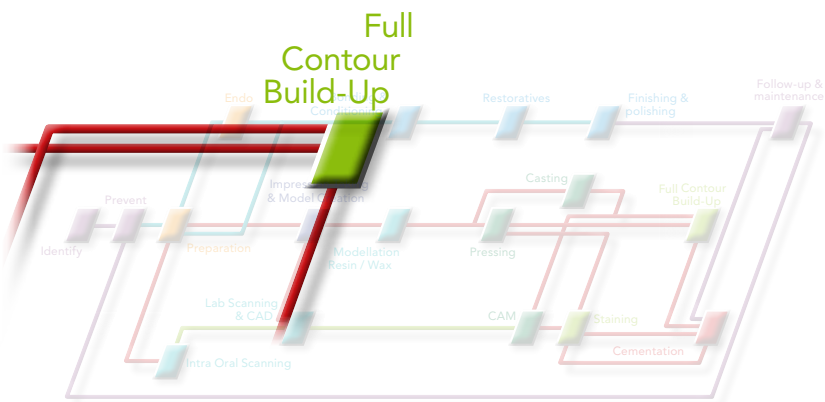 Full
Contour
Build-Up
Endo
Conditioning
Restoratives
Finishing &
polishing
Follow-up &
maintenance
Casting
Full Contour
Build-Up
Prevent
& Model Creation
Identify
Preparation
Modellation
Resin / Wax
Pressing
Lab Scanning
& CAD
CAM
Staining
Cementation
Intra Oral Scanning